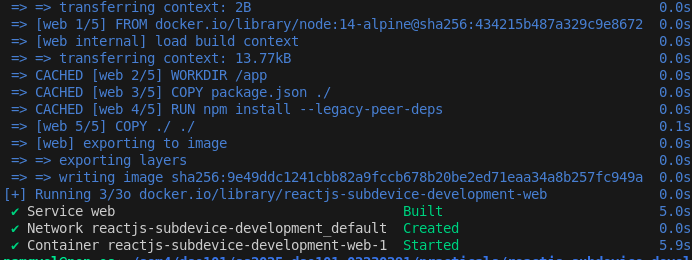 => => transferring context: 2B 0.0s
=> [web 1/5] FROM docker.io/library/node:14-alpine@sha256:434215b487a329c9e8672 0.0s
=> [web internal] load build context 0.0s
=> => transferring context: 13.77kB 0.0s
=> CACHED [web 2/5] WORKDIR /app 0.0s
=> CACHED [web 3/5] COPY package.json ./ 0.0s
=> CACHED [web 4/5] RUN npm install --legacy-peer-deps 0.0s
=> [web 5/5] COPY ./ ./ 0.1s
=> [web] exporting to image 0.0s
=> => exporting layers 0.0s
=> => writing image sha256:9e49ddc1241cbb82a9fccb678b20be2ed71eaa34a8b257fc949a 0.0s
[+] Running 3/3o docker.io/library/reactjs-subdevice-development-web 0.0s
✔ Service web Built 5.0s
✔ Network reactjs-subdevice-development_default Created 0.0s
✔ Container reactjs-subdevice-development-web-1 Started 5.9s